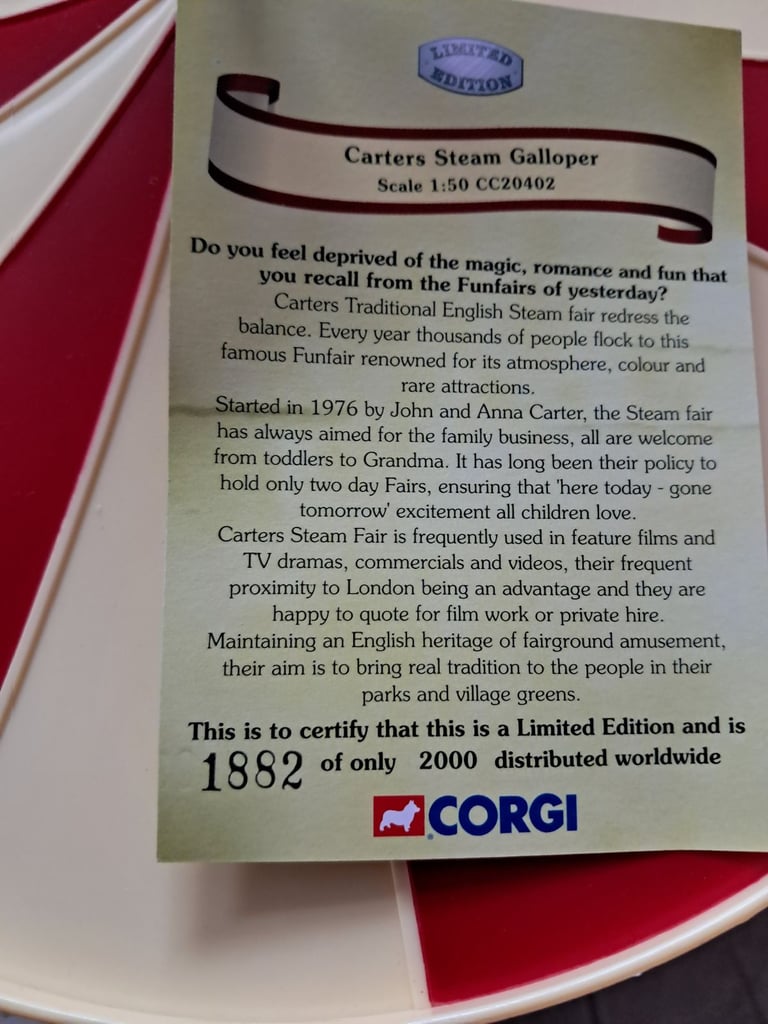 LIMITED
EDITION
Carters Steam Galloper
Scale 1:50 CC20402
Do you feel deprived of the magic, romance and fun that
you recall from the Funfairs of yesterday?
Carters Traditional English Steam fair redress the
balance. Every year thousands of people flock to this
famous Funfair renowned for its atmosphere, colour and
rare attractions.
Started in 1976 by John and Anna Carter, the Steam fair
has always aimed for the family business, all are welcome
from toddlers to Grandma. It has long been their policy to
hold only two day Fairs, ensuring that 'here today - gone
tomorrow' excitement all children love.
Carters Steam Fair is frequently used in feature films and
TV dramas, commercials and videos, their frequent
proximity to London being an advantage and they are
happy to quote for film work or private hire.
Maintaining an English heritage of fairground amusement,
their aim is to bring real tradition to the people in their
parks and village greens.
This is to certify that this is a Limited Edition and is
1882 of only 2000 distributed worldwide
CORGI